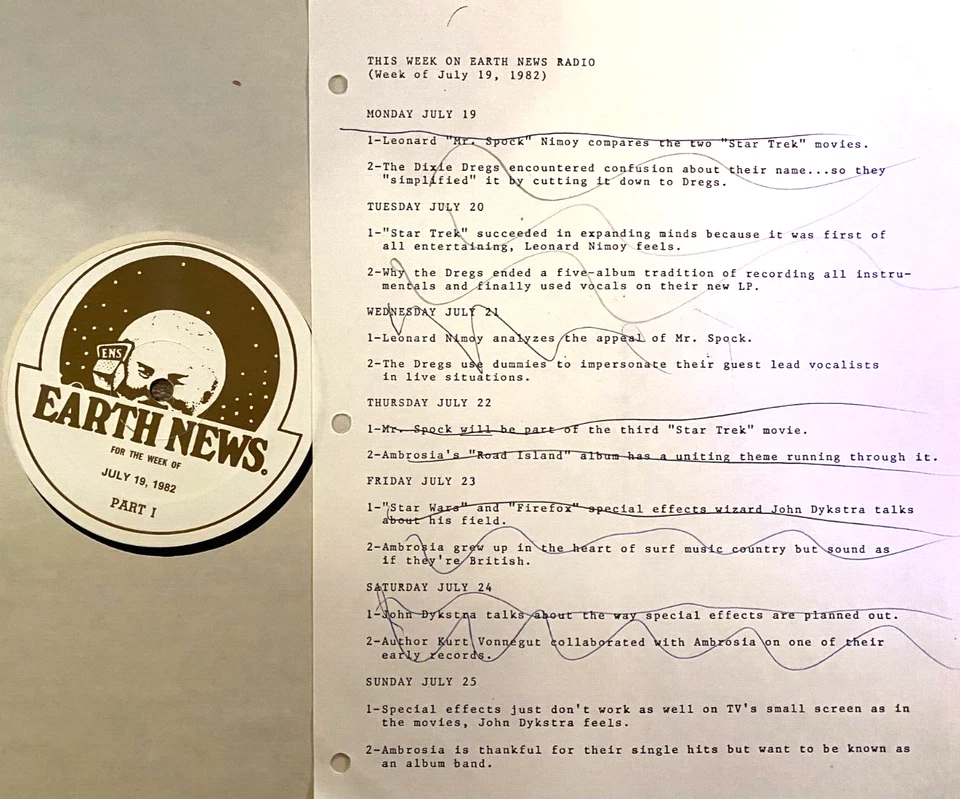 THIS WEEK ON EARTH NEWS RADIO
(Week of July 19, 1982)
MONDAY JULY 19
1-Leonard "Mr. Spock" Nimoy compares the two "Star Trek" movies.
2-The Dixie Dregs encountered confusion about their name...so they
"simplified" it by cutting it down to Dregs.
TUESDAY JULY 20
1-"Star Trek" succeeded in expanding minds because it was first of
all entertaining, Leonard Nimoy feels.
2-Why the Dregs ended a five-album tradition of recording all instru-
mentals and finally used vocals on their new LP.
WEDNESDAY JULY 21
1-Leonard Nimoy analyzes the appeal of Mr. Spock.
2-The Dregs use dummies to impersonate their guest lead vocalists
in live situations.
THURSDAY JULY 22
1-Mr. Spock will be part of the third "Star Trek" movie.
2-Ambrosia's "Road Island" album has a uniting theme running through it.
FRIDAY JULY 23
1-"Star Wars" and "Firefox" special effects wizard John Dykstra talks
about his field.
2-Ambrosia grew up in the heart of surf music country but sound as
if they're British.
SATURDAY JULY 24
1-John Dykstra talks about the way special effects are planned out.
2-Author Kurt Vonnegut collaborated with Ambrosia on one of their
early records.
SUNDAY JULY 25
1-Special effects just don't work as well on TV's small screen as in
the movies, John Dykstra feels.
2-Ambrosia is thankful for their single hits but want to be known as
an album band.
ENS
EARTH NEWS.
FOR THE WEEK OF
JULY 19, 1982
PART I